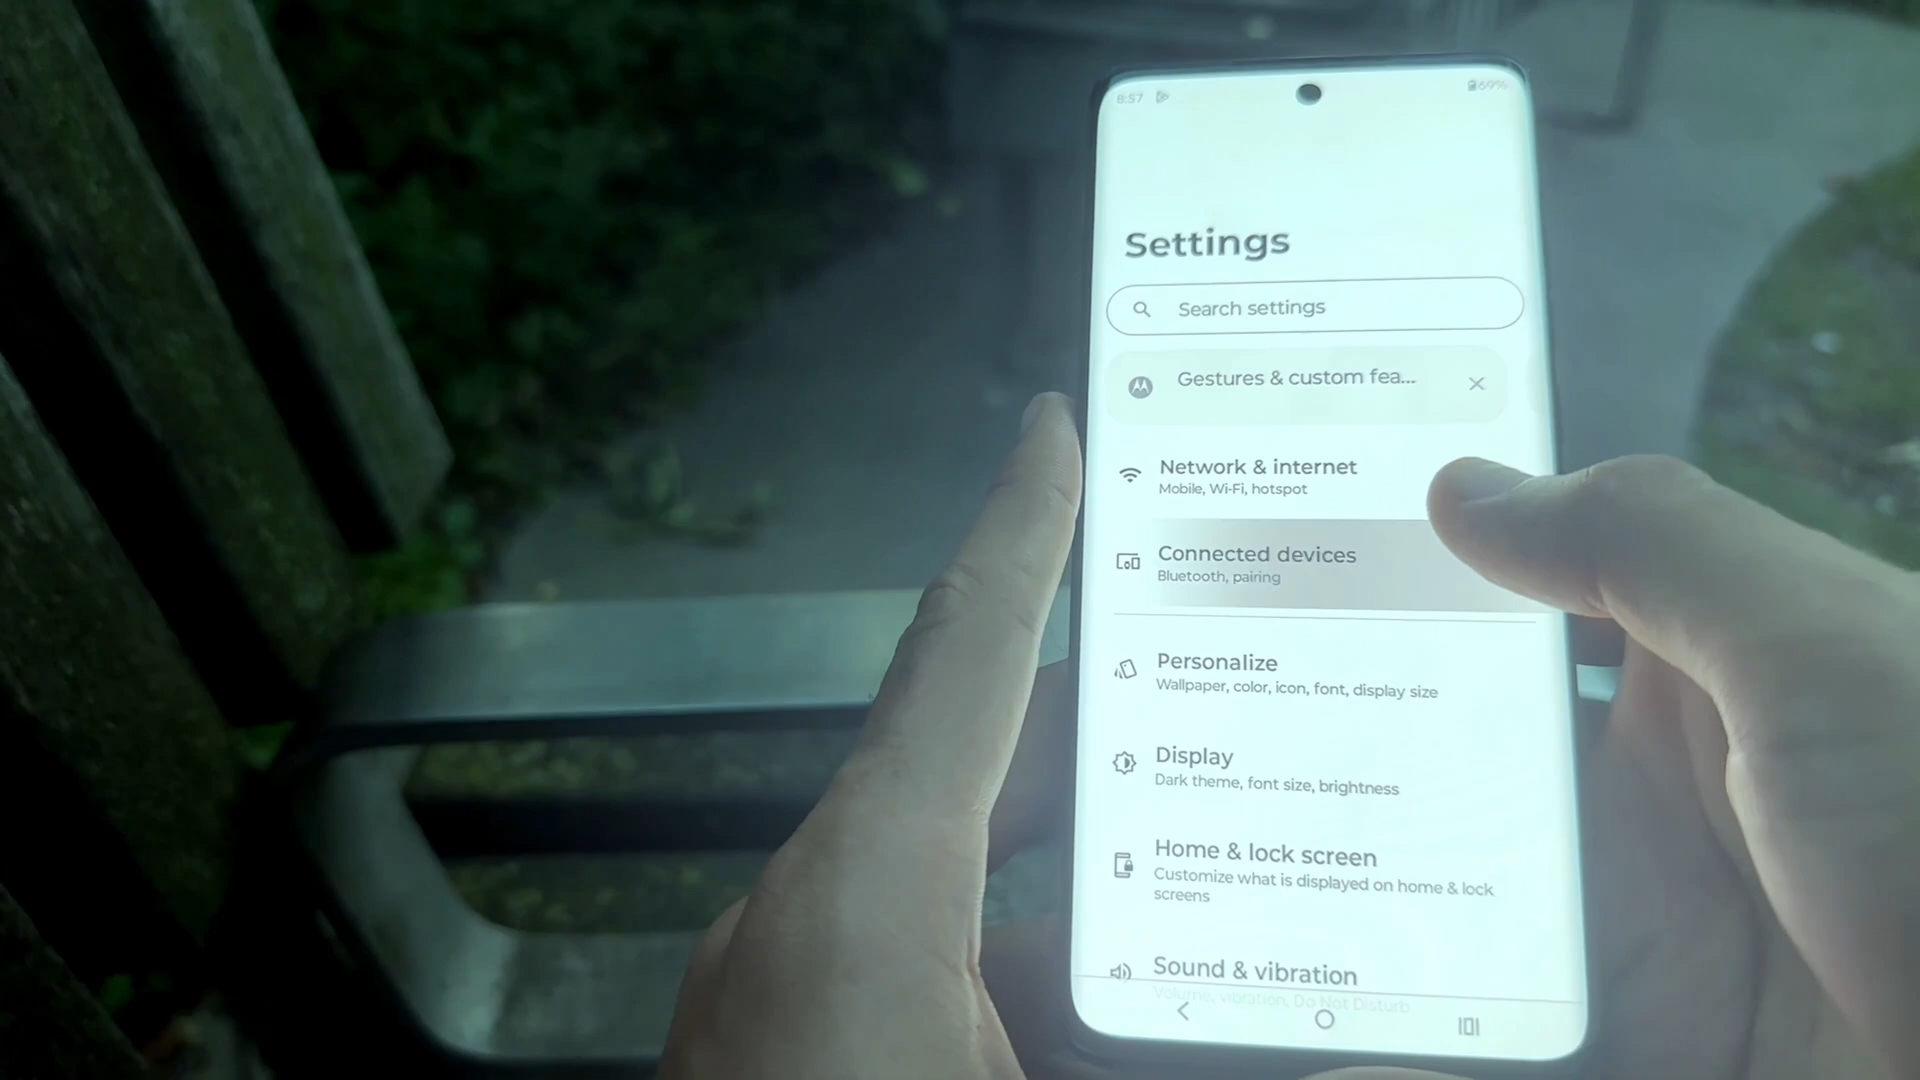 8:57 69%
Settings
Search settings
Gestures & custom fea...
Network & internet
Mobile, Wi-Fi, hotspot
Connected devices
Bluetooth, pairing
Personalize
Wallpaper, color, icon, font, display size
Display
Dark theme, font size, brightness
Home & lock screen
Customize what is displayed on home & lock
screens
Sound & vibration
Volume, vibration, Do Not Disturb